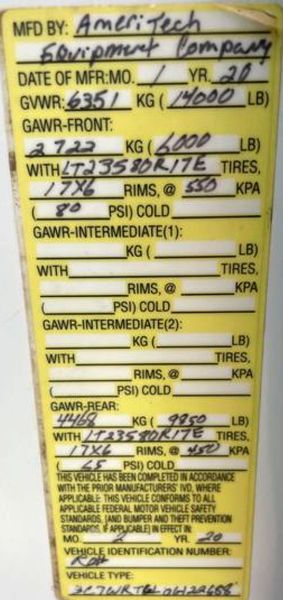 MFD BY: AmeriTech
Equipment Company
DATE OF MFR: MO. 1 YR. 20
GVWR: 6351 KG (14000 LB)
GAWR-FRONT:
2722 KG (6000 LB)
WITH LT23580R17E TIRES,
17X6 RIMS, @ 550 KPA
(80 PSI) COLD
GAWR-INTERMEDIATE(1):
KG ( LB)
WITH TIRES,
RIMS, @ KPA
( PSI) COLD
GAWR-INTERMEDIATE(2):
KG ( LB)
WITH TIRES,
RIMS, @ KPA
( PSI) COLD
GAWR-REAR:
4468 KG (9850 LB)
WITH LT23580R17E TIRES,
17X6 RIMS, @ 450 KPA
(65 PSI) COLD
THIS VEHICLE HAS BEEN COMPLETED IN ACCORDANCE
WITH THE PRIOR MANUFACTURERS' IVD, WHERE
APPLICABLE. THIS VEHICLE CONFORMS TO ALL
APPLICABLE FEDERAL MOTOR VEHICLE SAFETY
STANDARDS, [AND BUMPER AND THEFT PREVENTION
STANDARDS, IF APPLICABLE] IN EFFECT IN:
MO. 2 YR. 20
VEHICLE IDENTIFICATION NUMBER:
VEHICLE TYPE: